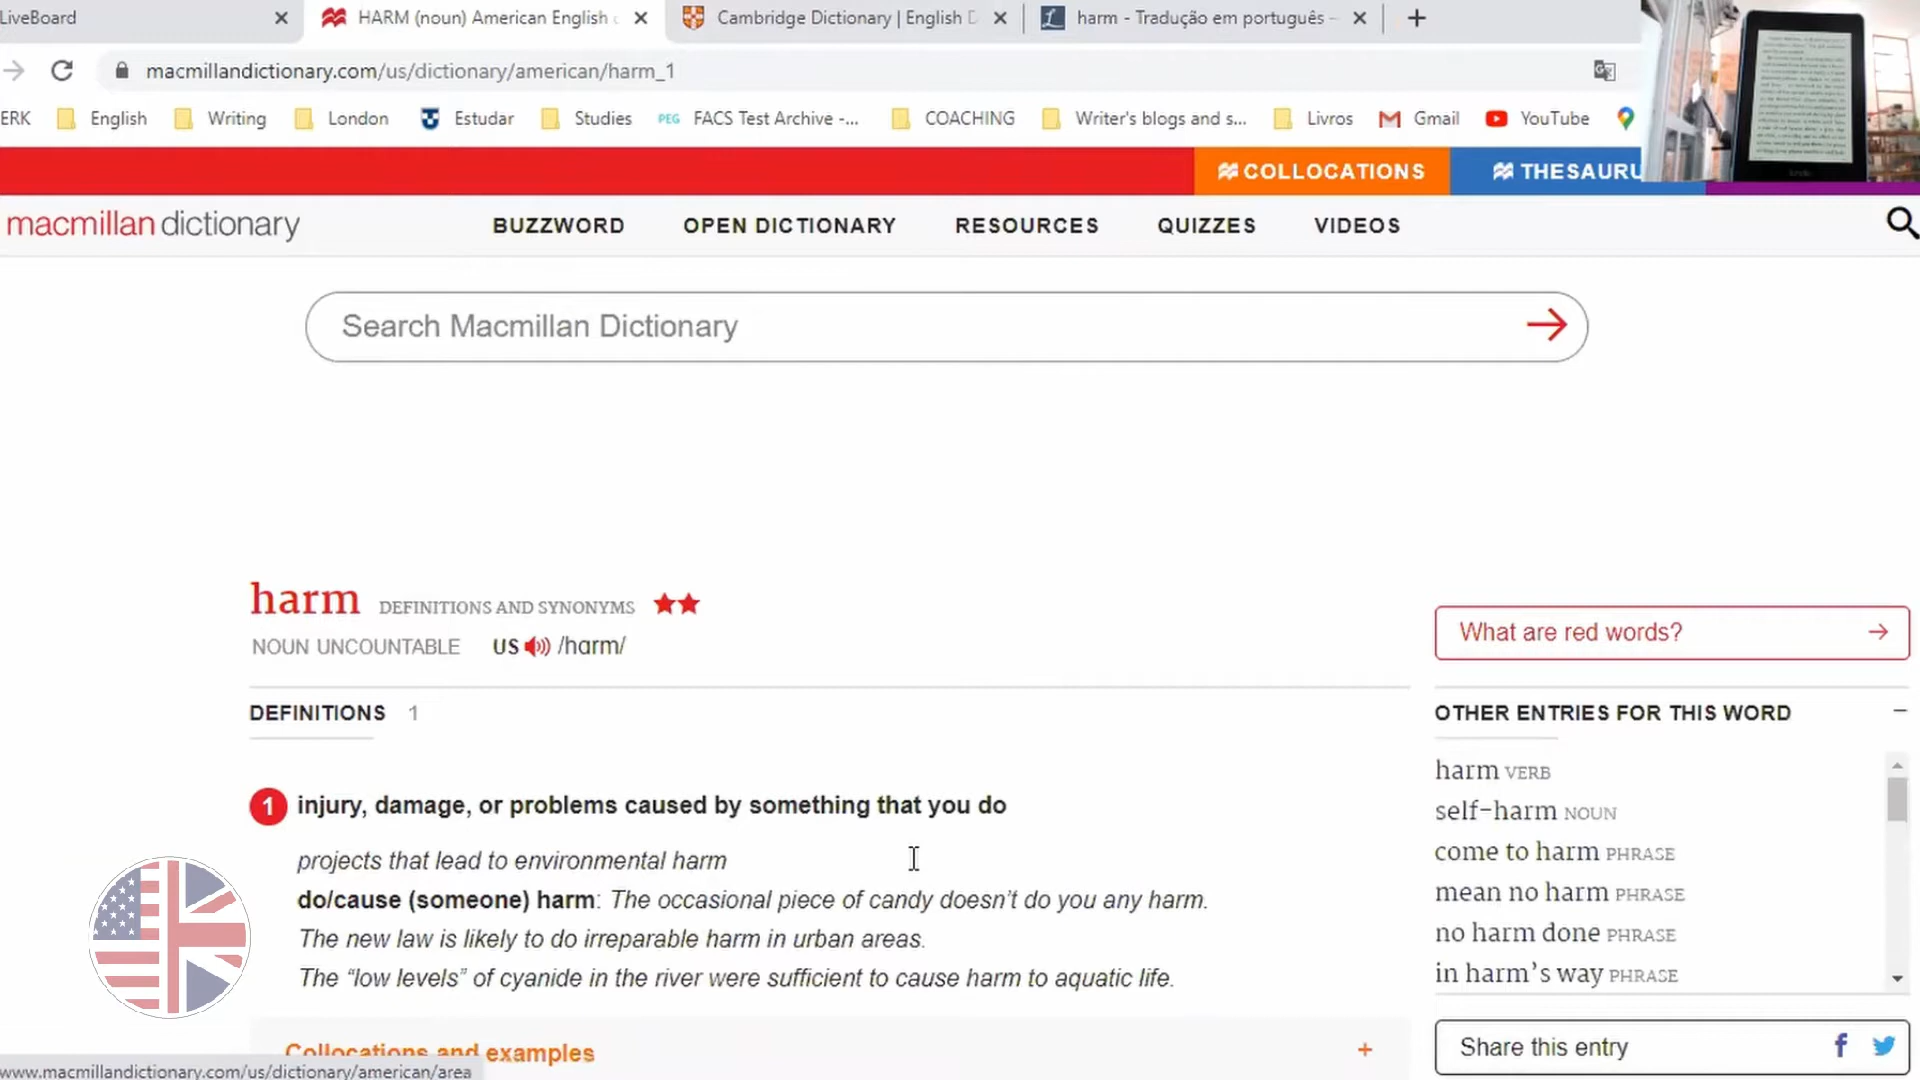 LiveBoard
HARM (noun) American English
Cambridge Dictionary | English D
harm - Tradução em português -
macmillandictionary.com/us/dictionary/american/harm_1
ERK
English
Writing
London
Estudar
Studies
PEG FACS Test Archive -...
COACHING
Writer's blogs and s...
Livros
Gmail
YouTube
COLLOCATIONS
THESAURU
macmillan dictionary
BUZZWORD
OPEN DICTIONARY
RESOURCES
QUIZZES
VIDEOS
Search Macmillan Dictionary
harm DEFINITIONS AND SYNONYMS
NOUN UNCOUNTABLE US /hɑrm/
What are red words?
DEFINITIONS 1
OTHER ENTRIES FOR THIS WORD
1 injury, damage, or problems caused by something that you do
projects that lead to environmental harm
do/cause (someone) harm: The occasional piece of candy doesn't do you any harm.
The new law is likely to do irreparable harm in urban areas.
The “low levels” of cyanide in the river were sufficient to cause harm to aquatic life.
harm VERB
self-harm NOUN
come to harm PHRASE
mean no harm PHRASE
no harm done PHRASE
in harm's way PHRASE
Collocations and examples
Share this entry
www.macmillandictionary.com/us/dictionary/american/area